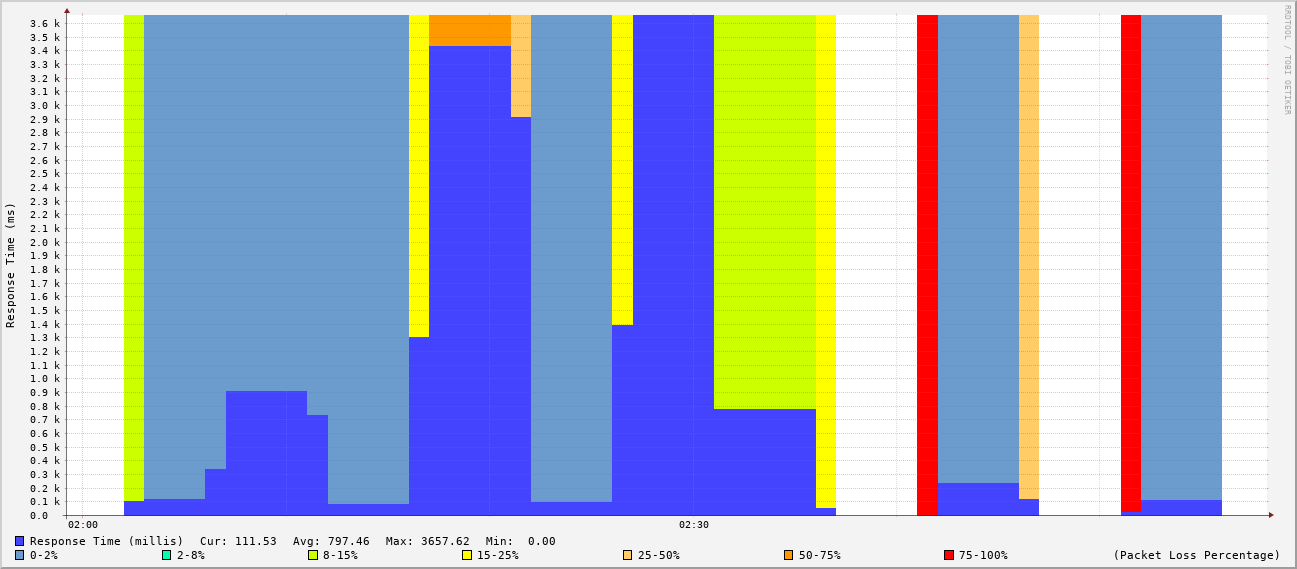 3.6 k
3.5 k
3.4 k
3.3 k
3.2 k
3.1 k
3.0 k
2.9 k
2.8 k
2.7 k
2.6 k
2.5 k
2.4 k
2.3 k
2.2 k
2.1 k
2.0 k
1.9 k
1.8 k
1.7 k
1.6 k
1.5 k
1.4 k
1.3 k
1.2 k
1.1 k
1.0 k
0.9 k
0.8 k
0.7 k
0.6 k
0.5 k
0.4 k
0.3 k
0.2 k
0.1 k
0.0
Response Time (ms)
RRDTOOL / TOBI OETIKER
02:00 02:30
Response Time (millis) Cur: 111.53 Avg: 797.46 Max: 3657.62 Min: 0.00
0-2% 2-8% 8-15% 15-25% 25-50% 50-75% 75-100% (Packet Loss Percentage)